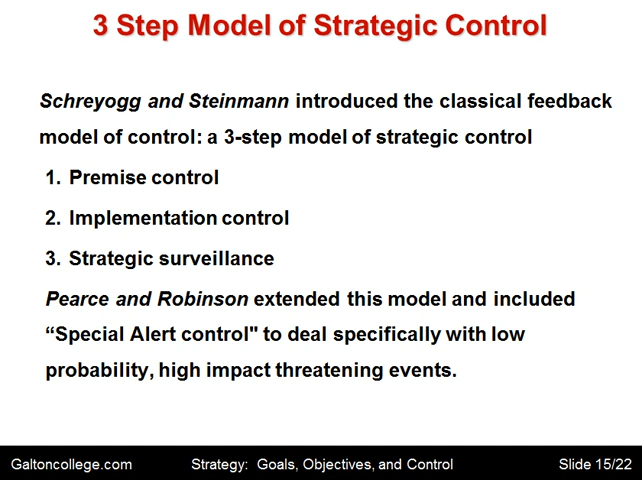 3 Step Model of Strategic Control
Schreyogg and Steinmann introduced the classical feedback
model of control: a 3-step model of strategic control
1. Premise control
2. Implementation control
3. Strategic surveillance
Pearce and Robinson extended this model and included
“Special Alert control" to deal specifically with low
probability, high impact threatening events.
Galtoncollege.com Strategy: Goals, Objectives, and Control Slide 15/22